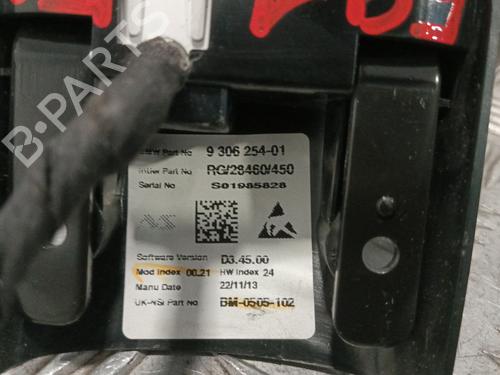 B-PARTS
BMW Part No 9 306 254-01
Intier Part No RG/28460/450
Serial No S01985828
Software Version D3.45.00
Mod Index 00.21 HW Index 24
Manu Date 22/11/13
UK-NSI Part No BM-0505-102